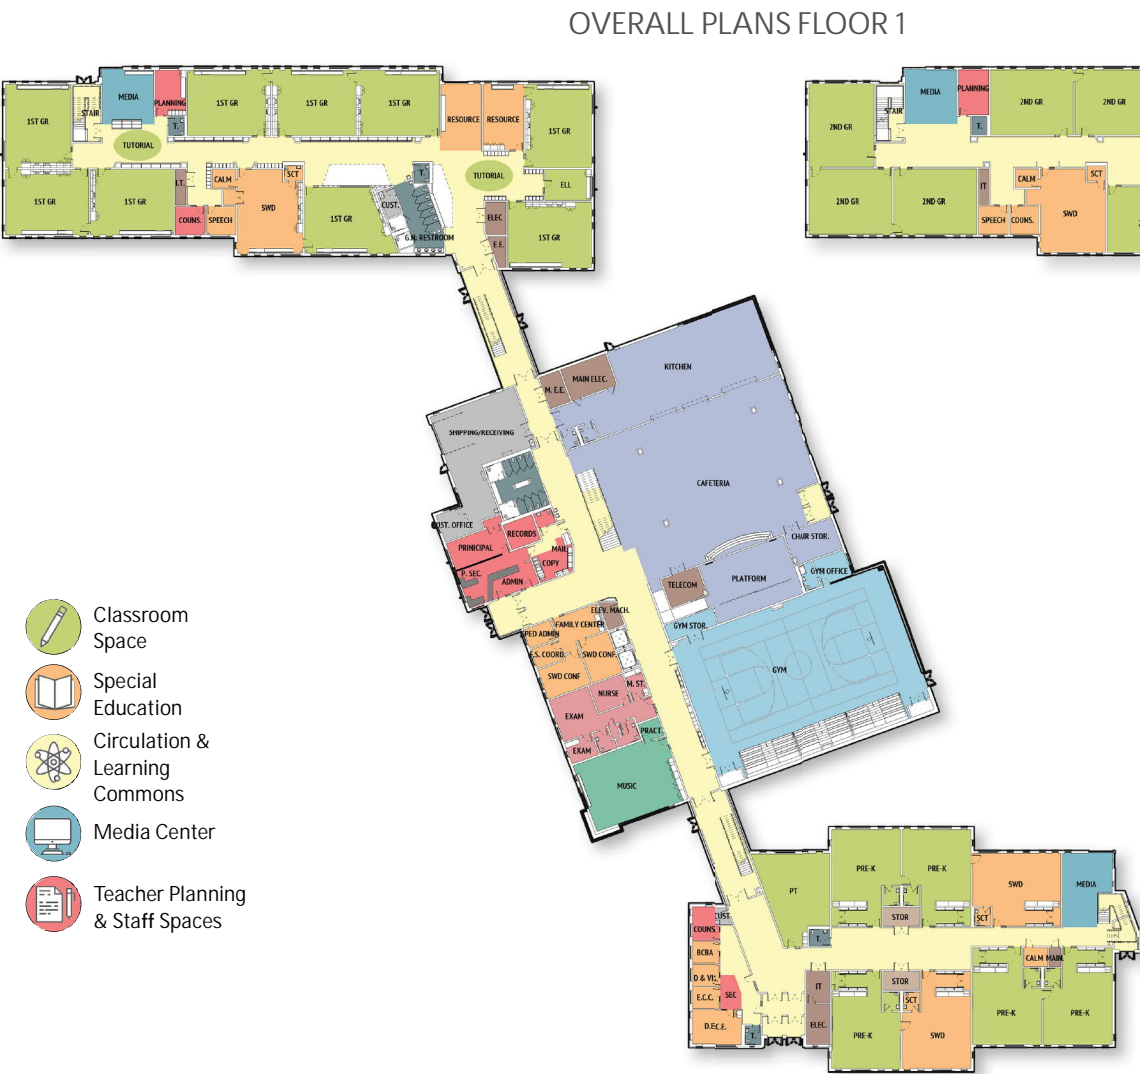 OVERALL PLANS FLOOR 1
1ST GR
STAIR
MEDIA
PLANNING
T.
1ST GR
1ST GR
1ST GR
RESOURCE
RESOURCE
1ST GR
TUTORIAL
TUTORIAL
ELL
1ST GR
1ST GR
I.T.
COUNS.
CALM
SPEECH
SCT
SWD
1ST GR
CUST.
T.
G.N. RESTROOM
ELEC
E.E.
1ST GR
2ND GR
STAIR
MEDIA
PLANNING
T.
2ND GR
2ND GR
2ND GR
2ND GR
IT
CALM
SPEECH
COUNS.
SWD
SCT
KITCHEN
MAIN ELEC.
M. E.E.
SHIPPING/RECEIVING
CAFETERIA
CUST. OFFICE
RECORDS
PRINICIPAL
MAIL
COPY
P. SEC.
ADMIN
CHAIR STOR.
GYM OFFICE
PLATFORM
TELECOM
ELEV. MACH.
FAMILY CENTER
SPED ADMIN
GYM STOR.
E.S. COORD.
SWD CONF.
SWD CONF
GYM
M. ST.
NURSE
EXAM
PRACT.
EXAM
MUSIC
Classroom
Space
Special
Education
Circulation &
Learning
Commons
Media Center
Teacher Planning
& Staff Spaces
PT
PRE-K
PRE-K
SWD
MEDIA
STOR
SCT
CUST
COUNS
T.
BCBA
CALM
MAIN.
SEC
E.C.C.
D.E.C.E.
T.
IT
ELEC.
STOR
SCT
PRE-K
SWD
PRE-K
PRE-K